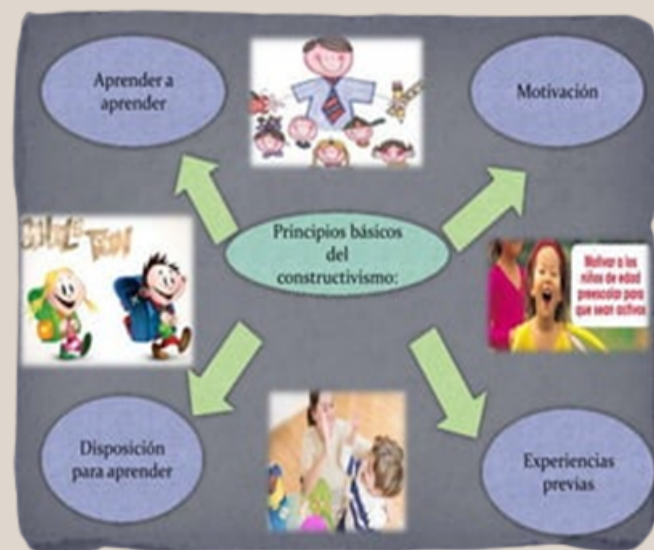 Aprender a
aprender
Motivación
Principios básicos
del
constructivismo:
Motivar a los
niños de edad
preescolar para
que sean activos
Disposición
para aprender
Experiencias
previas